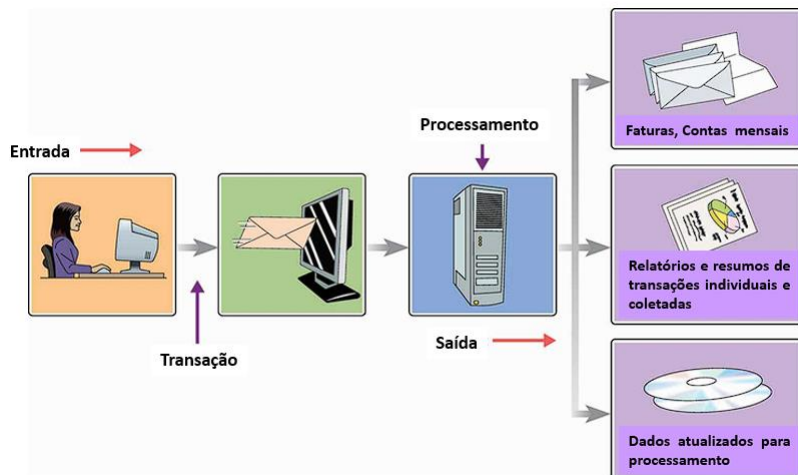 Entrada
Transação
Processamento
Saída
Faturas, Contas mensais
Relatórios e resumos de
transações individuais e
coletadas
Dados atualizados para
processamento